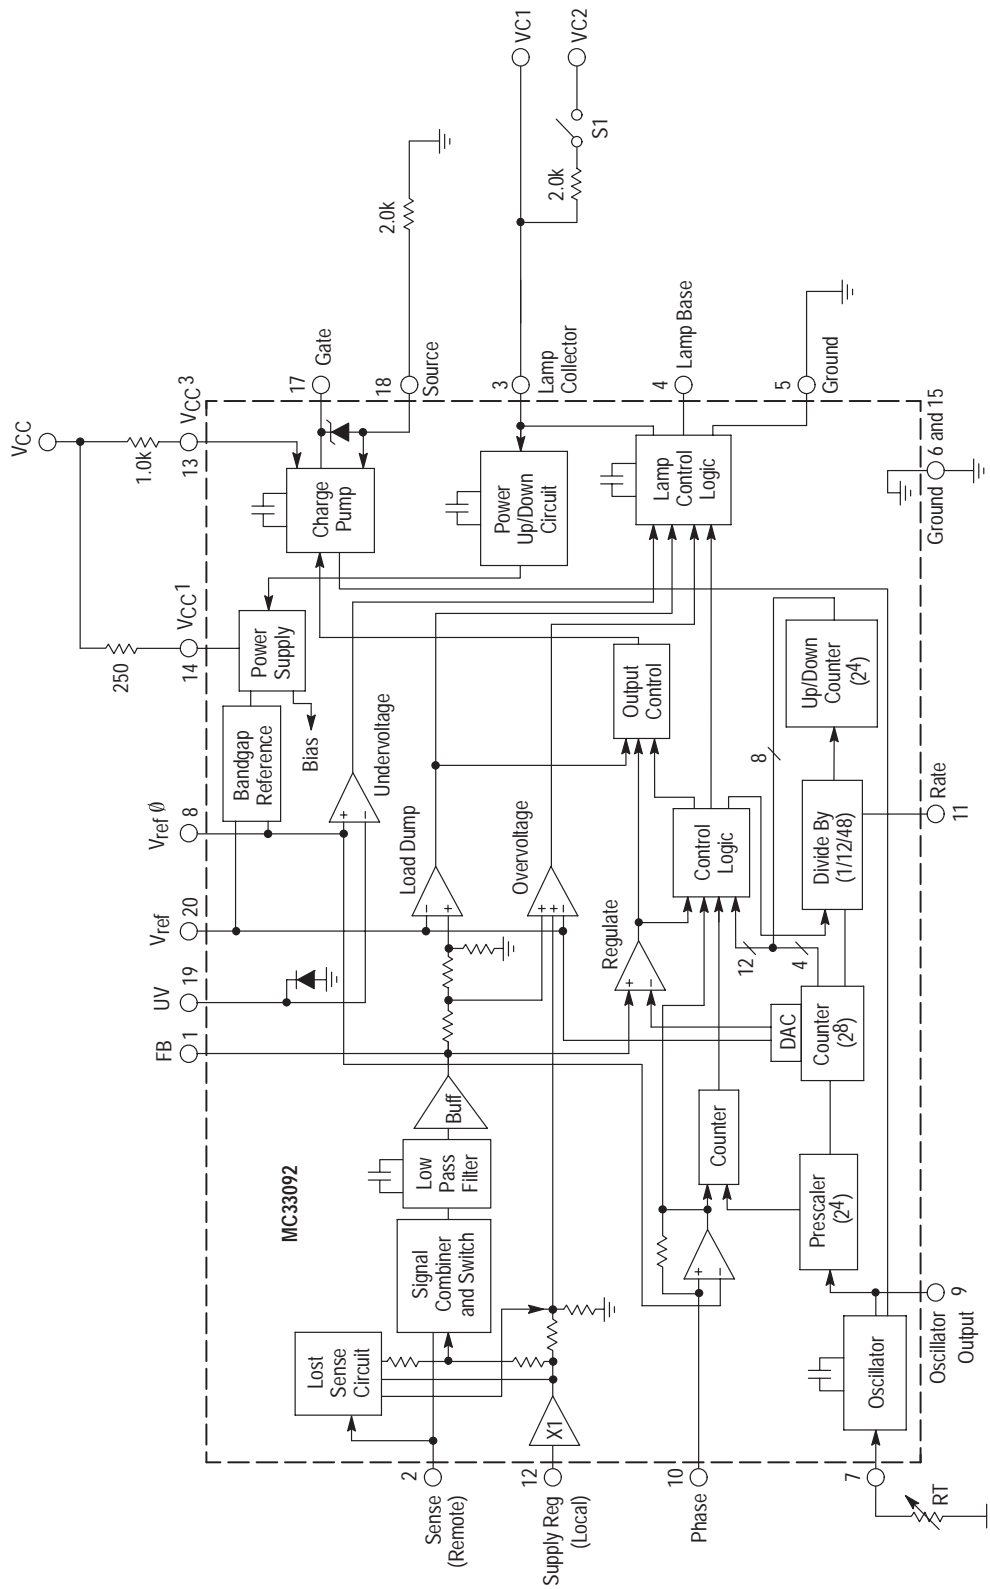 VCC
1.0k
250
13 VCC3
14 VCC1
Vref Ø
8
Vref
20
UV
19
FB
1
VC1
VC2
S1
2.0k
2.0k
17
Gate
18
Source
3
Lamp
Collector
4
Lamp Base
5
Ground
Ground
6 and 15
MC33092
Charge
Pump
Power
Supply
Bandgap
Reference
Bias
Power
Up/Down
Circuit
Lamp
Control
Logic
+
–
Undervoltage
–
+
Load Dump
+
+
–
Overvoltage
+
–
Regulate
Output
Control
Control
Logic
Up/Down
Counter
(24)
8
Divide By
(1/12/48)
Rate
11
12
4
DAC
Counter
(28)
Counter
Prescaler
(24)
Buff
Low
Pass
Filter
Signal
Combiner
and Switch
Lost
Sense
Circuit
X1
+
–
Oscillator
Oscillator
Output
9
2
Sense
(Remote)
12
Supply Reg
(Local)
10
Phase
7
RT